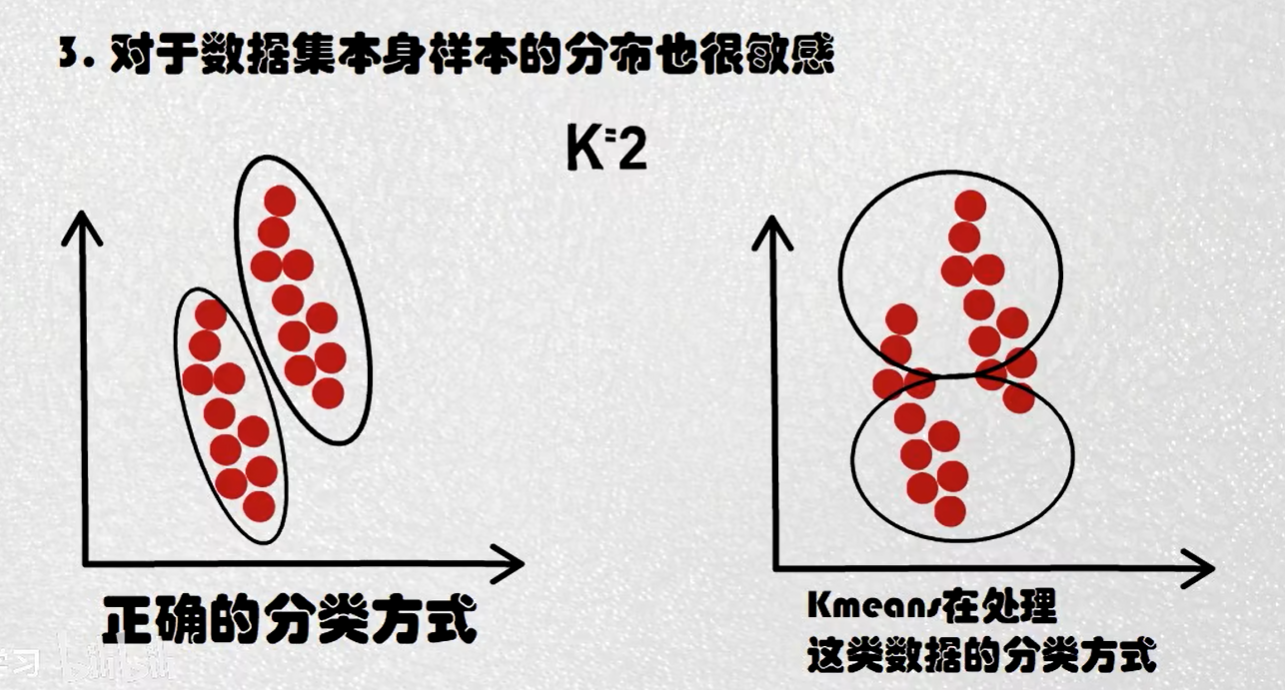 3. 对于数据集本身样本的分布也很敏感
K=2
正确的分类方式
Kmeans在处理
这类数据的分类方式
学习